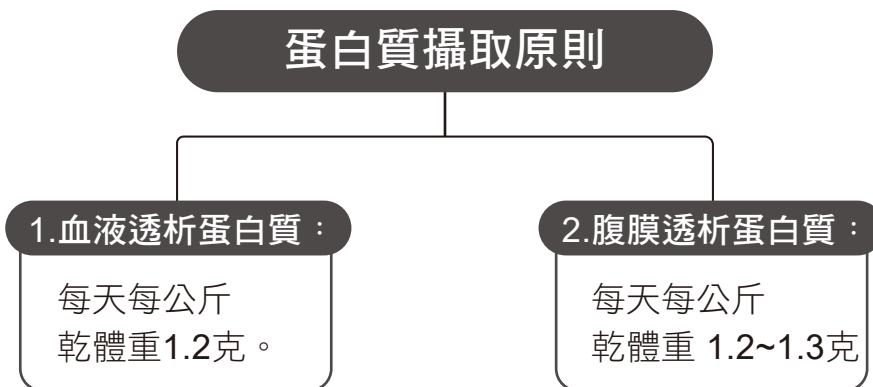 蛋白質攝取原則
1.血液透析蛋白質：
每天每公斤
乾體重1.2克。
2.腹膜透析蛋白質：
每天每公斤
乾體重 1.2~1.3克